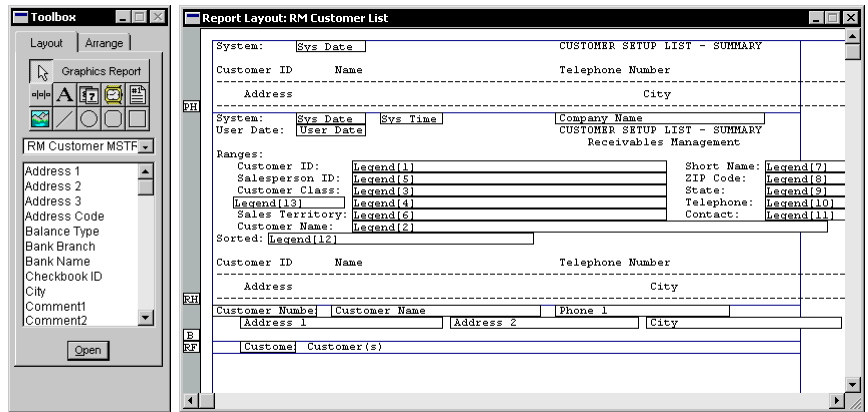 Toolbox
Layout Arrange
Graphics Report
A
RM Customer MSTR
Address 1
Address 2
Address 3
Address Code
Balance Type
Bank Branch
Bank Name
Checkbook ID
City
Comment1
Comment2
Open
Report Layout: RM Customer List
System: Sys Date CUSTOMER SETUP LIST - SUMMARY
Customer ID Name Telephone Number
Address City
PH
System: Sys Date Sys Time Company Name
User Date: User Date CUSTOMER SETUP LIST - SUMMARY
Receivables Management
Ranges:
Customer ID: Legend[1] Short Name: Legend[7]
Salesperson ID: Legend[5] ZIP Code: Legend[8]
Customer Class: Legend[3] State: Legend[9]
Legend[13] Legend[4] Telephone: Legend[10]
Sales Territory: Legend[6] Contact: Legend[11]
Customer Name: Legend[2]
Sorted: Legend[12]
Customer ID Name Telephone Number
Address City
RH
Customer Number Customer Name Phone 1
Address 1 Address 2 City
B
RF Custome Customer(s)